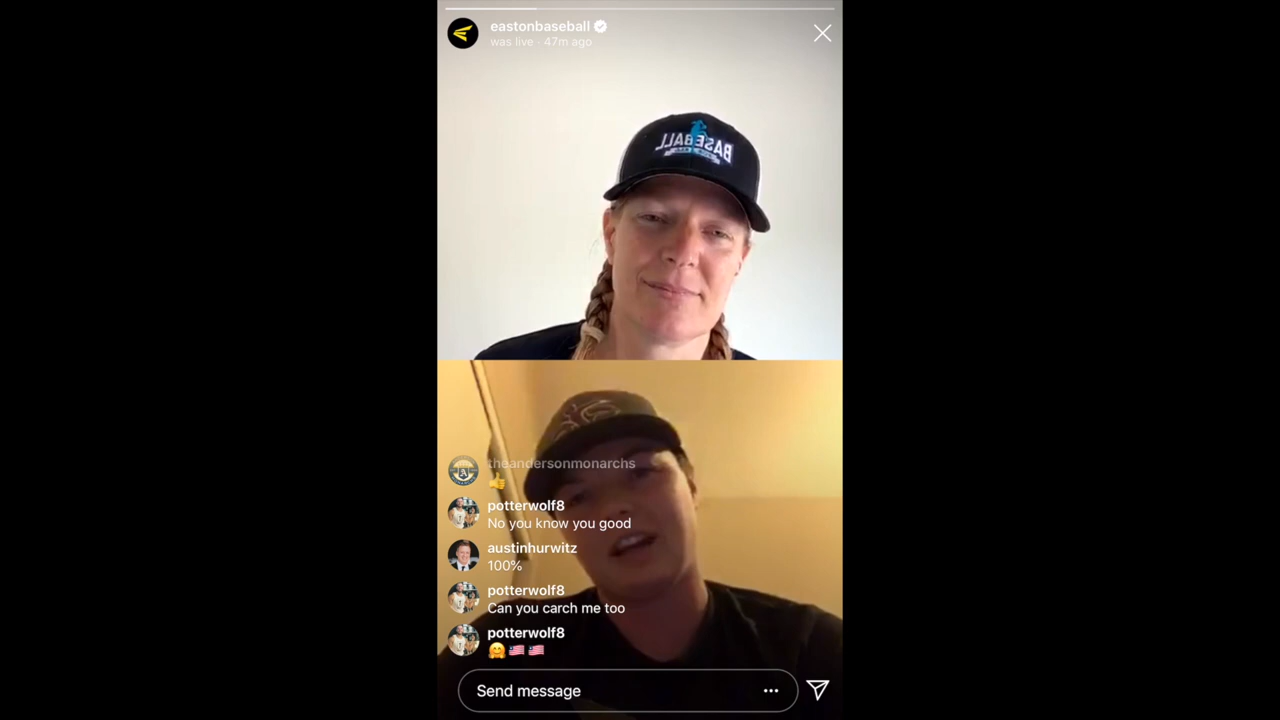 eastonbaseball
was live · 47m ago
BASEBALL
theandersonmonarchs
👍
potterwolf8
No you know you good
austinhurwitz
100%
potterwolf8
Can you carch me too
potterwolf8
🤗🇺🇸🇺🇸
Send message